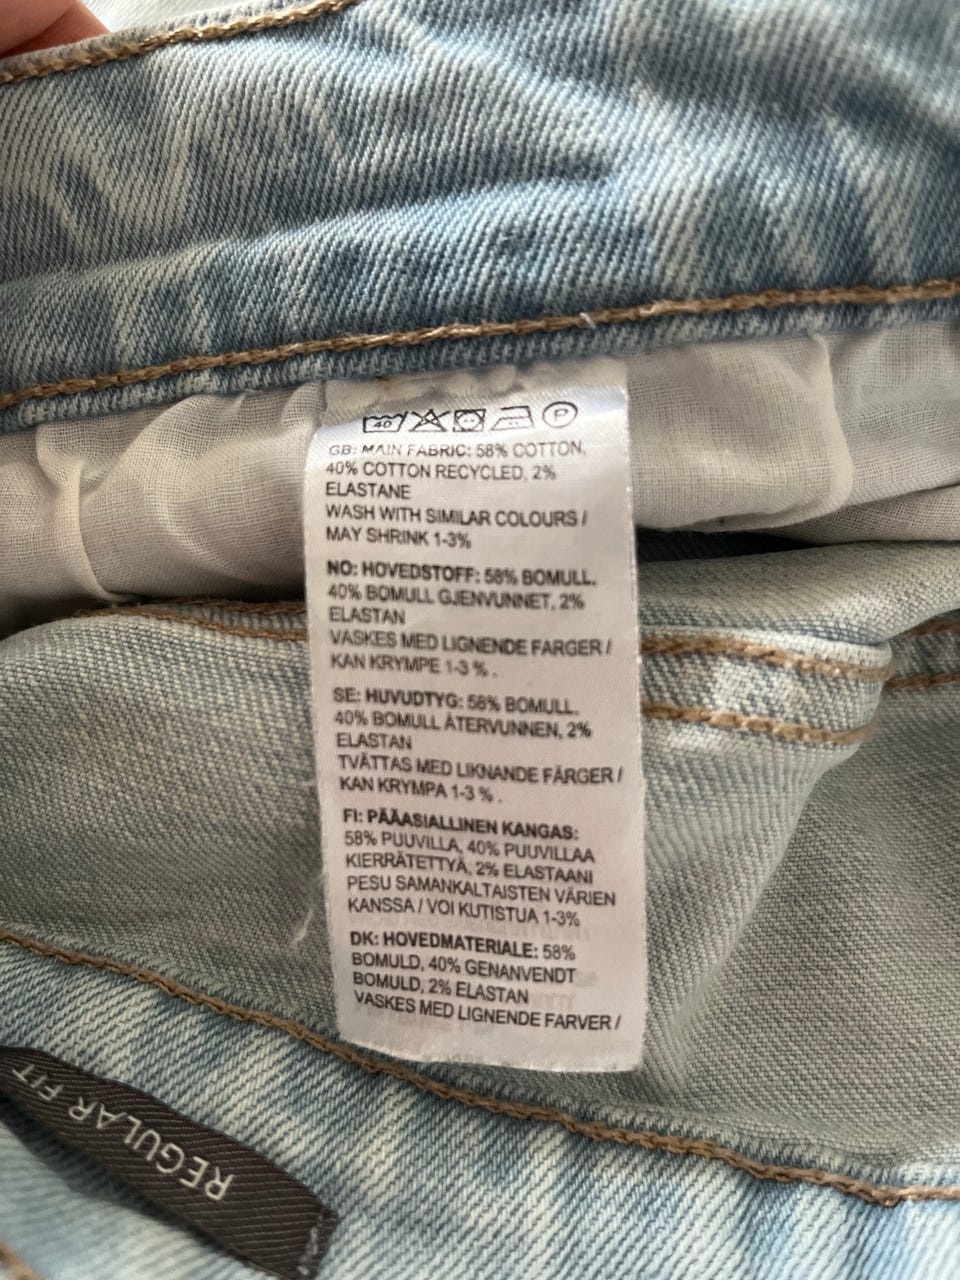 40 P
GB: MAIN FABRIC: 58% COTTON,
40% COTTON RECYCLED, 2%
ELASTANE
WASH WITH SIMILAR COLOURS /
MAY SHRINK 1-3%
NO: HOVEDSTOFF: 58% BOMULL,
40% BOMULL GJENVUNNET, 2%
ELASTAN
VASKES MED LIGNENDE FARGER /
KAN KRYMPE 1-3 % .
SE: HUVUDTYG: 58% BOMULL,
40% BOMULL ÅTERVUNNEN, 2%
ELASTAN
TVÄTTAS MED LIKNANDE FÄRGER /
KAN KRYMPA 1-3 % .
FI: PÄÄASIALLINEN KANGAS:
58% PUUVILLA, 40% PUUVILLAA
KIERRÄTETTYÄ, 2% ELASTAANI
PESU SAMANKALTAISTEN VÄRIEN
KANSSA / VOI KUTISTUA 1-3%
DK: HOVEDMATERIALE: 58%
BOMULD, 40% GENANVENDT
BOMULD, 2% ELASTAN
VASKES MED LIGNENDE FARVER /
REGULAR FIT